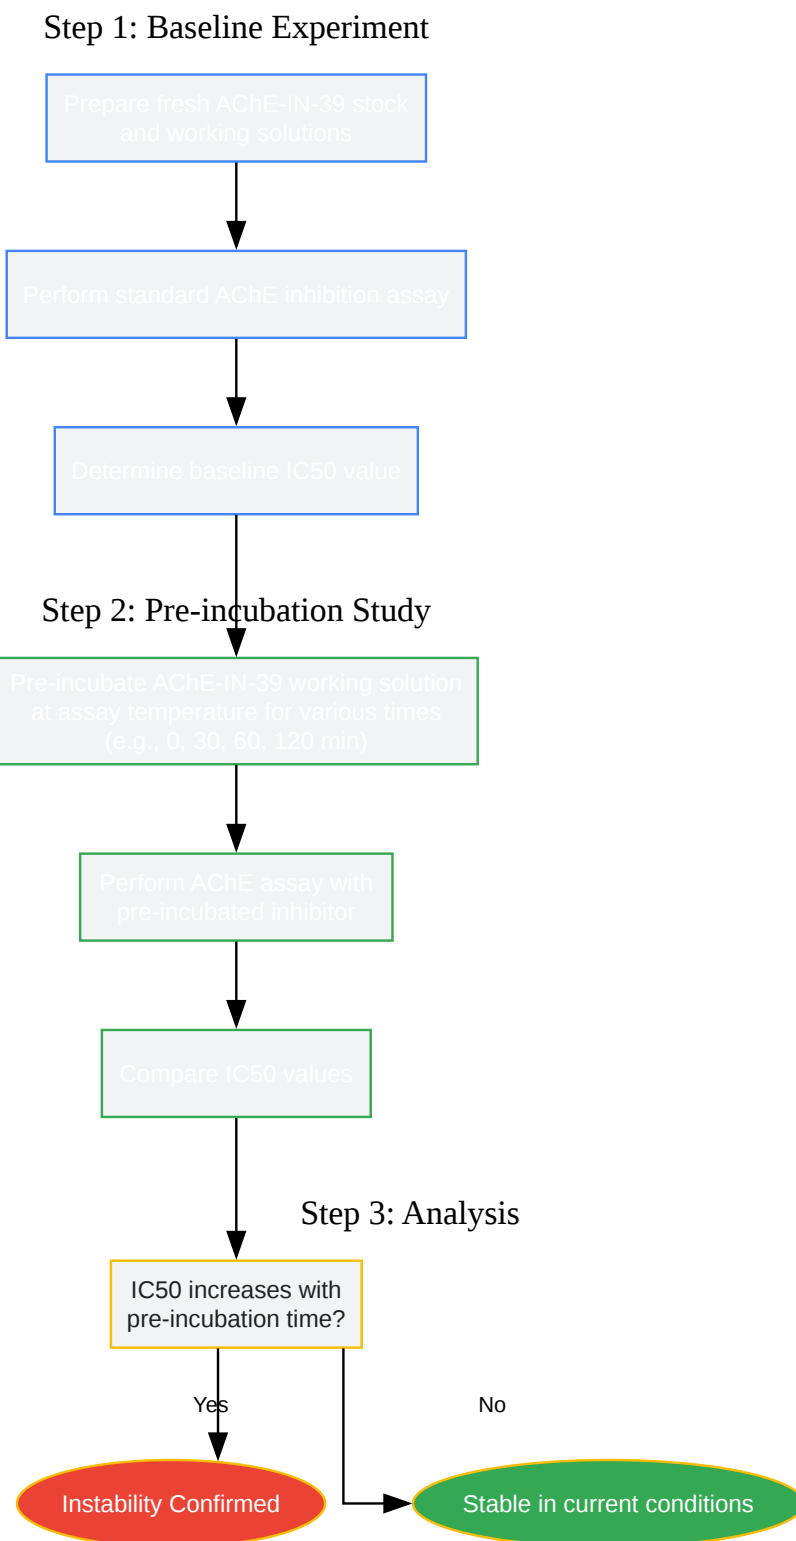 Step 1: Baseline Experiment
Prepare fresh AChE-IN-39 stock
and working solutions
Perform standard AChE inhibition assay
Determine baseline IC50 value
Step 2: Pre-incubation Study
Pre-incubate AChE-IN-39 working solution
at assay temperature for various times
(e.g., 0, 30, 60, 120 min)
Perform AChE assay with
pre-incubated inhibitor
Compare IC50 values
Step 3: Analysis
IC50 increases with
pre-incubation time?
Yes
No
Instability Confirmed
Stable in current conditions